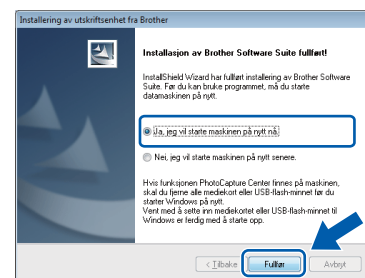 Installering av utskriftsenhet fra Brother
Installasjon av Brother Software Suite fullført!
InstallShield Wizard har fullført installering av Brother Software
Suite. Før du kan bruke programmet, må du starte
datamaskinen på nytt.
Ja, jeg vil starte maskinen på nytt nå.
Nei, jeg vil starte maskinen på nytt senere.
Hvis funksjonen PhotoCapture Center finnes på maskinen,
skal du fjerne alle mediekort eller USB-flash-minnet før du
starter Windows på nytt.
Vent med å sette inn mediekortet eller USB-flash-minnet til
Windows er ferdig med å starte opp.
< Tilbake Fullfør Avbryt